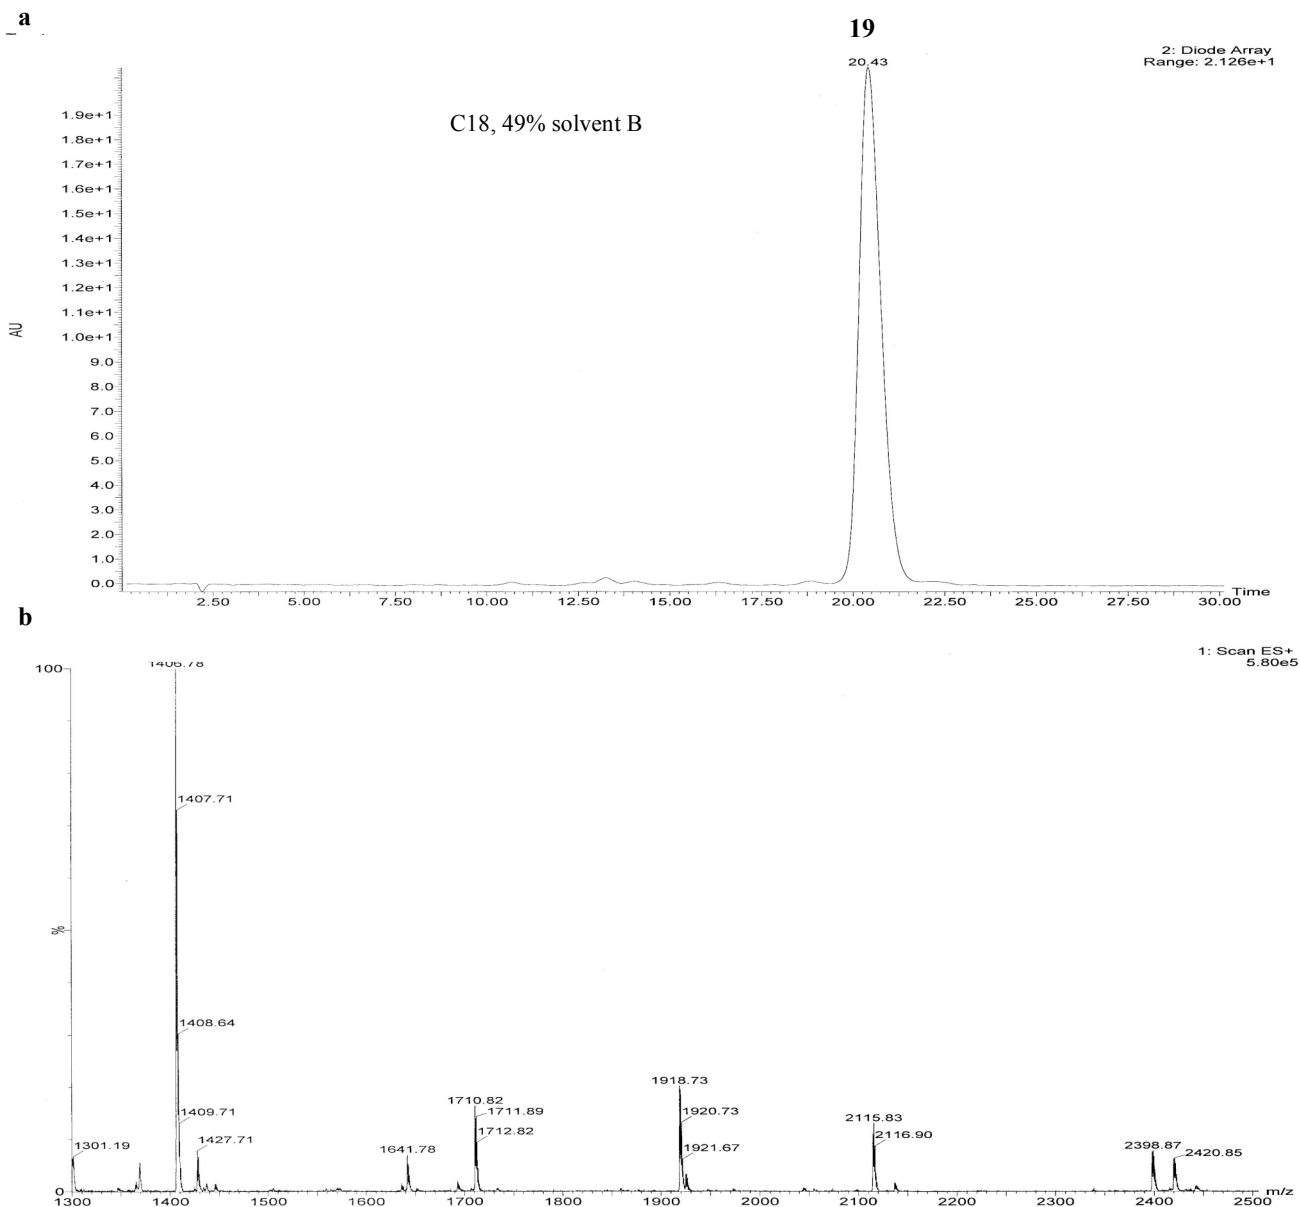 a
19
20.43
2: Diode Array
Range: 2.126e+1
C18, 49% solvent B
1.9e+1
1.8e+1
1.7e+1
1.6e+1
1.5e+1
1.4e+1
1.3e+1
1.2e+1
1.1e+1
1.0e+1
9.0
8.0
7.0
6.0
5.0
4.0
3.0
2.0
1.0
0.0
AU
2.50 5.00 7.50 10.00 12.50 15.00 17.50 20.00 22.50 25.00 27.50 30.00 Time
b
1: Scan ES+
5.80e5
100
%
0
1406.78
1407.71
1408.64
1409.71
1301.19
1427.71
1641.78
1710.82
1711.89
1712.82
1918.73
1920.73
1921.67
2115.83
2116.90
2398.87
2420.85
1300 1400 1500 1600 1700 1800 1900 2000 2100 2200 2300 2400 2500 m/z